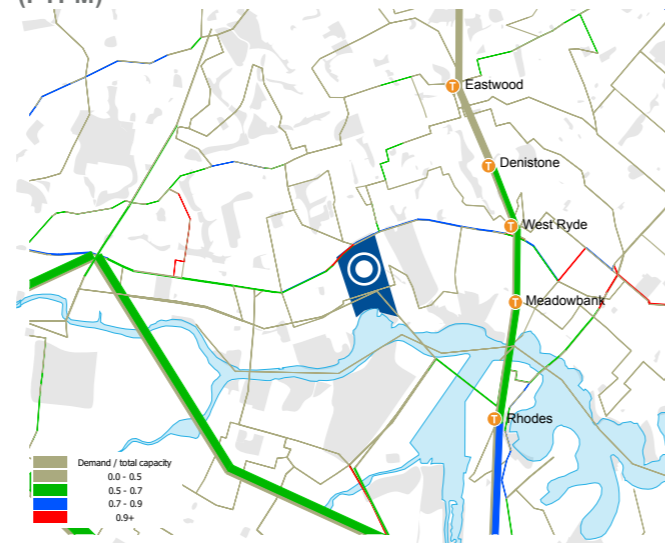 Eastwood
Denistone
West Ryde
Meadowbank
Rhodes
T
T
T
T
T
Demand / total capacity
0.0 - 0.5
0.5 - 0.7
0.7 - 0.9
0.9+